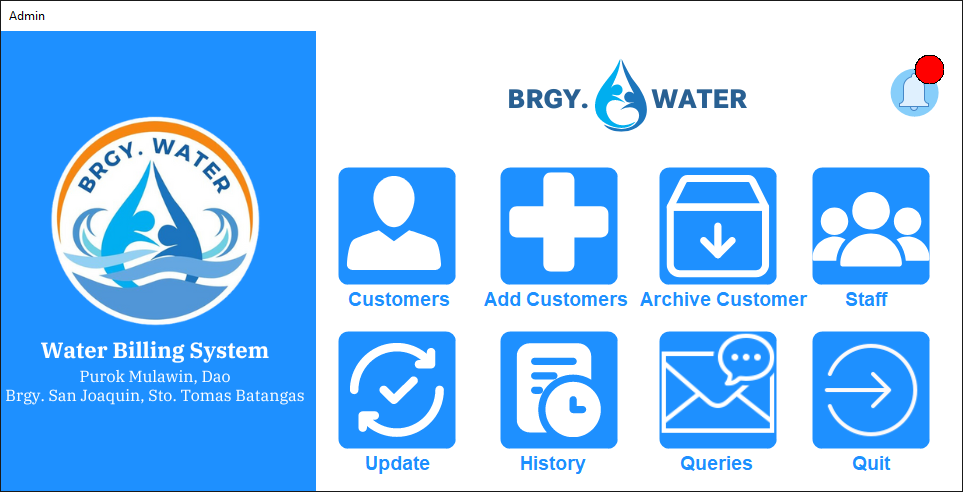 Admin
BRGY. WATER
Water Billing System
Purok Mulawin, Dao
Brgy. San Joaquin, Sto. Tomas Batangas
BRGY. WATER
Customers
Add Customers
Archive Customer
Staff
Update
History
Queries
Quit